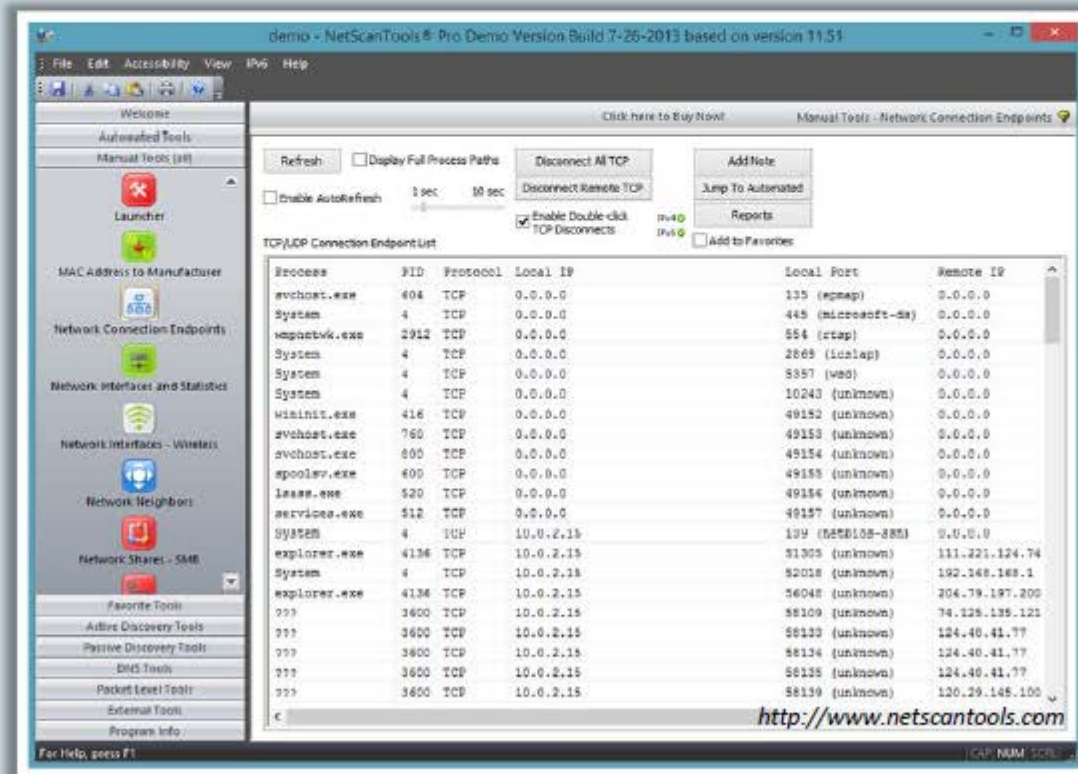 demo - NetScanTools® Pro Demo Version Build 7-26-2013 based on version 11.51
File Edit Accessibility View IPv6 Help
Welcome
Automated Tools
Manual Tools (all)
Launcher
MAC Address to Manufacturer
Network Connection Endpoints
Network Interfaces and Statistics
Network Interfaces - Wireless
Network Neighbors
Network Shares - SMB
Favorite Tools
Active Discovery Tools
Passive Discovery Tools
DNS Tools
Packet Level Tools
External Tools
Program Info
Click here to Buy Now!
Manual Tools - Network Connection Endpoints
Refresh
Display Full Process Paths
Disconnect All TCP
Add Note
Enable AutoRefresh
1 sec 10 sec
Disconnect Remote TCP
Jump To Automated
Enable Double-click
TCP Disconnects
IPv4
IPv6
Reports
Add to Favorites
TCP/UDP Connection Endpoint List
Process PID Protocol Local IP Local Port Remote IP
svchost.exe 604 TCP 0.0.0.0 135 (epmap) 0.0.0.0
System 4 TCP 0.0.0.0 445 (microsoft-ds) 0.0.0.0
wmpnetwk.exe 2912 TCP 0.0.0.0 554 (rtsp) 0.0.0.0
System 4 TCP 0.0.0.0 2869 (icslap) 0.0.0.0
System 4 TCP 0.0.0.0 5357 (wsd) 0.0.0.0
System 4 TCP 0.0.0.0 10243 (unknown) 0.0.0.0
wininit.exe 416 TCP 0.0.0.0 49152 (unknown) 0.0.0.0
svchost.exe 760 TCP 0.0.0.0 49153 (unknown) 0.0.0.0
svchost.exe 800 TCP 0.0.0.0 49154 (unknown) 0.0.0.0
spoolsv.exe 600 TCP 0.0.0.0 49155 (unknown) 0.0.0.0
lsass.exe 520 TCP 0.0.0.0 49156 (unknown) 0.0.0.0
services.exe 512 TCP 0.0.0.0 49157 (unknown) 0.0.0.0
System 4 TCP 10.0.2.15 139 (netbios-ssn) 0.0.0.0
explorer.exe 4136 TCP 10.0.2.15 51305 (unknown) 111.221.124.74
System 4 TCP 10.0.2.15 52018 (unknown) 192.168.168.1
explorer.exe 4136 TCP 10.0.2.15 56048 (unknown) 204.79.197.200
??? 3600 TCP 10.0.2.15 58109 (unknown) 74.125.135.121
??? 3600 TCP 10.0.2.15 58133 (unknown) 124.40.41.77
??? 3600 TCP 10.0.2.15 58134 (unknown) 124.40.41.77
??? 3600 TCP 10.0.2.15 58135 (unknown) 124.40.41.77
??? 3600 TCP 10.0.2.15 58139 (unknown) 120.29.145.100
http://www.netscantools.com
For Help, press F1
CAP NUM SCRL